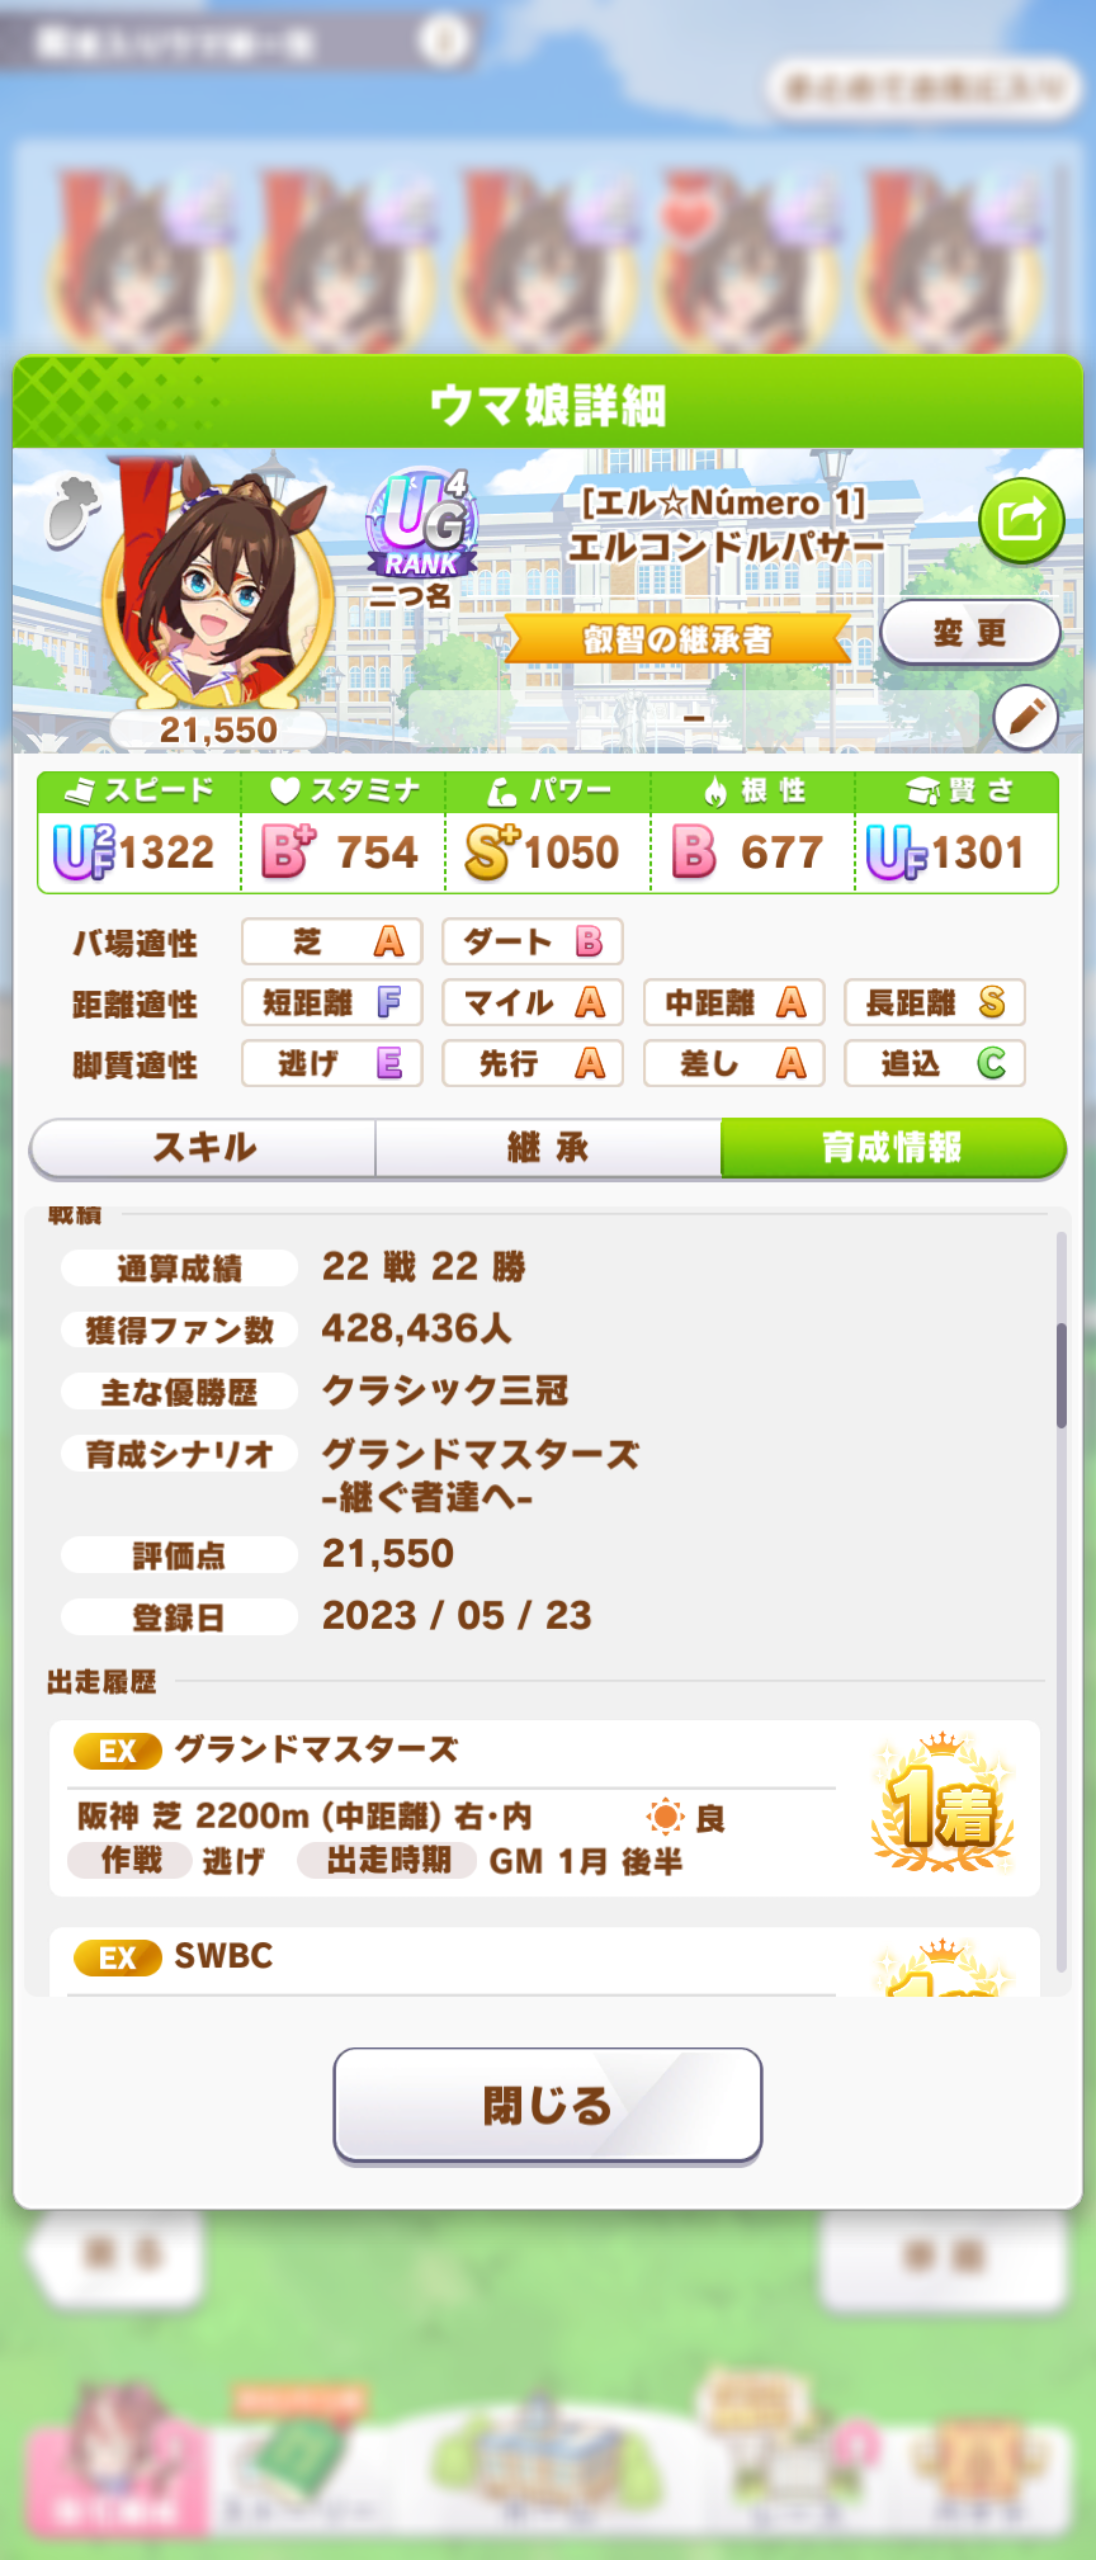 ウマ娘詳細
UG4
RANK
二つ名
[エル☆Número 1]
エルコンドルパサー
叡智の継承者
変更
21,550
–
スピード スタミナ パワー 根性 賢さ
UF2 1322 B+ 754 S+ 1050 B 677 UF 1301
バ場適性 芝 A ダート B
距離適性 短距離 F マイル A 中距離 A 長距離 S
脚質適性 逃げ E 先行 A 差し A 追込 C
スキル 継承 育成情報
戦績
通算成績 22 戦 22 勝
獲得ファン数 428,436人
主な優勝歴 クラシック三冠
育成シナリオ グランドマスターズ
-継ぐ者達へ-
評価点 21,550
登録日 2023 / 05 / 23
出走履歴
EX グランドマスターズ
1着
阪神 芝 2200m (中距離) 右・内 良
作戦 逃げ 出走時期 GM 1月 後半
EX SWBC
閉じる